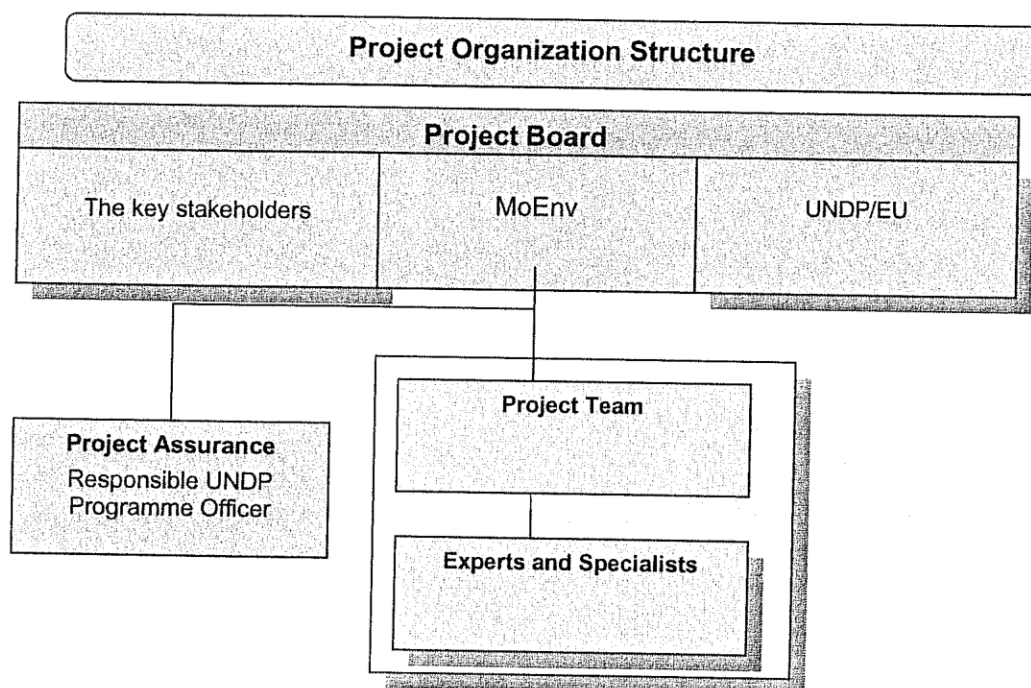 Project Organization Structure
Project Board
The key stakeholders
MoEnv
UNDP/EU
Project Team
Project Assurance
Responsible UNDP
Programme Officer
Experts and Specialists